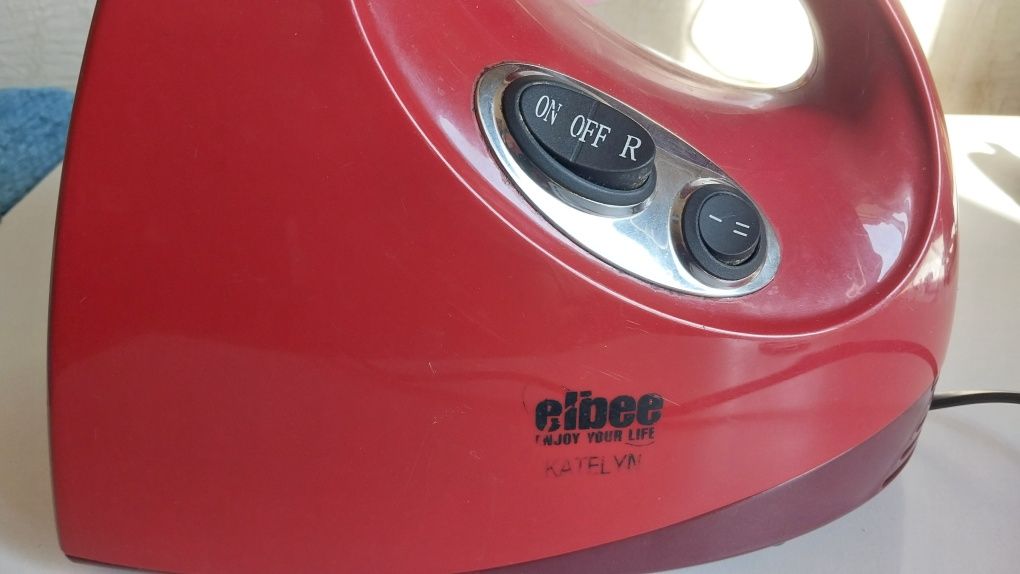 ON OFF R
- =
elbee
ENJOY YOUR LIFE
KATELYN